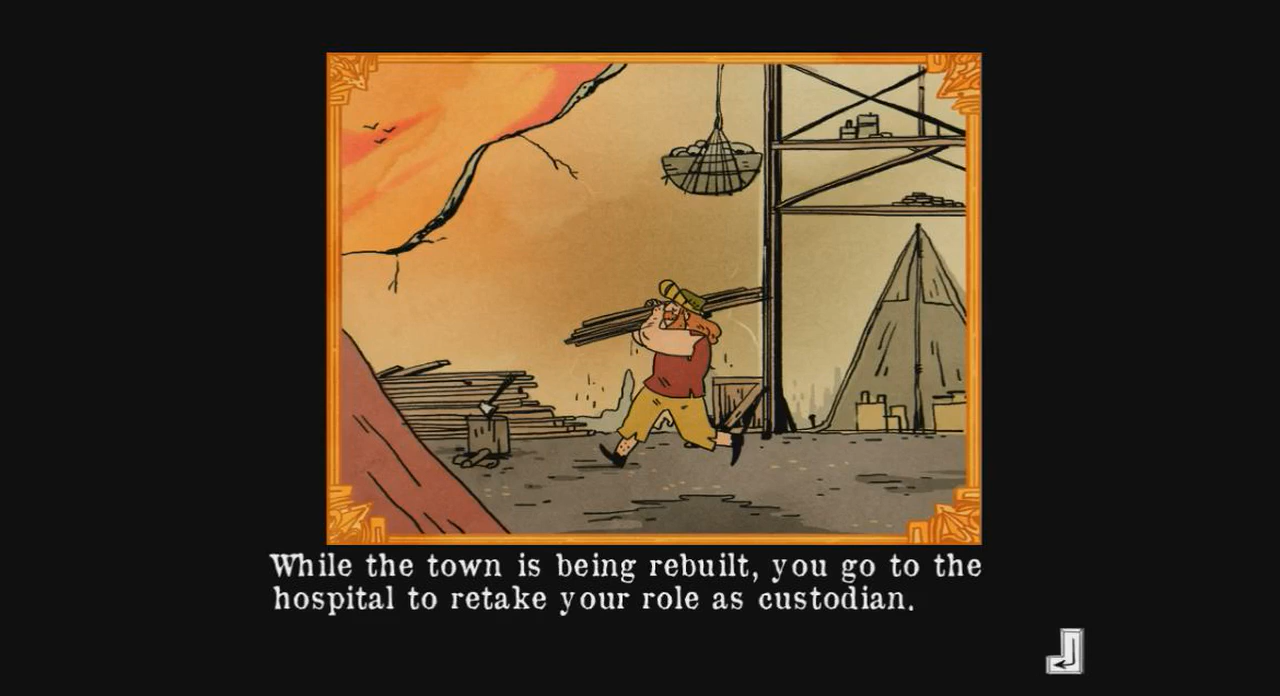 While the town is being rebuilt, you go to the
hospital to retake your role as custodian.